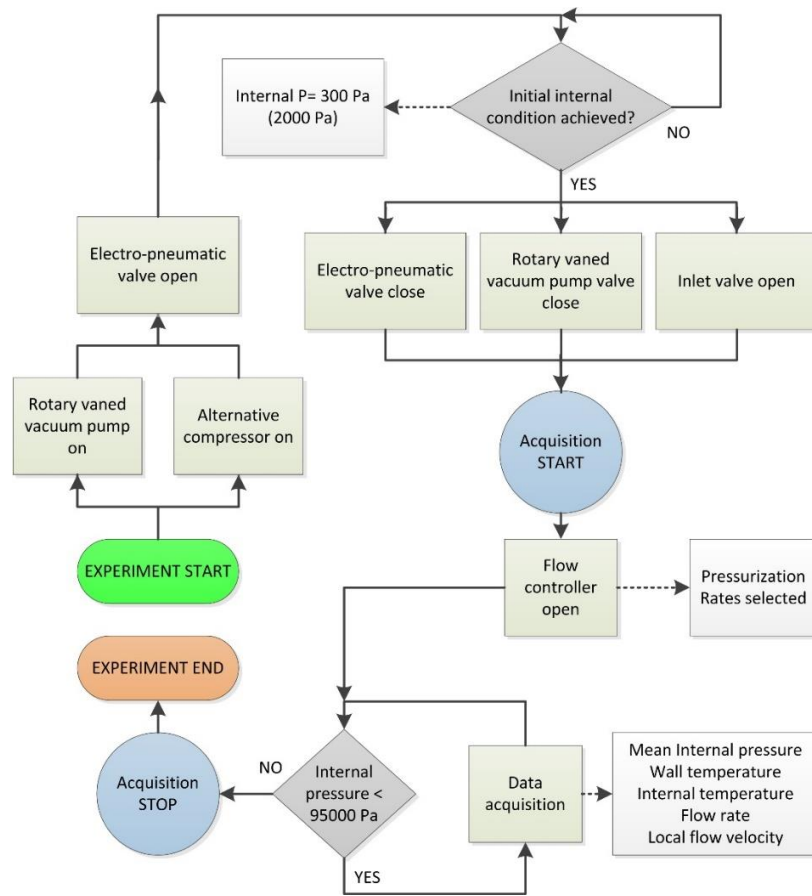 Internal P= 300 Pa
(2000 Pa)
Initial internal
condition achieved?
NO
YES
Electro-pneumatic
valve open
Electro-pneumatic
valve close
Rotary vaned
vacuum pump valve
close
Inlet valve open
Rotary vaned
vacuum pump
on
Alternative
compressor on
Acquisition
START
EXPERIMENT START
Flow
controller
open
Pressurization
Rates selected
EXPERIMENT END
Acquisition
STOP
NO
Internal
pressure <
95000 Pa
YES
Data
acquisition
Mean Internal pressure
Wall temperature
Internal temperature
Flow rate
Local flow velocity